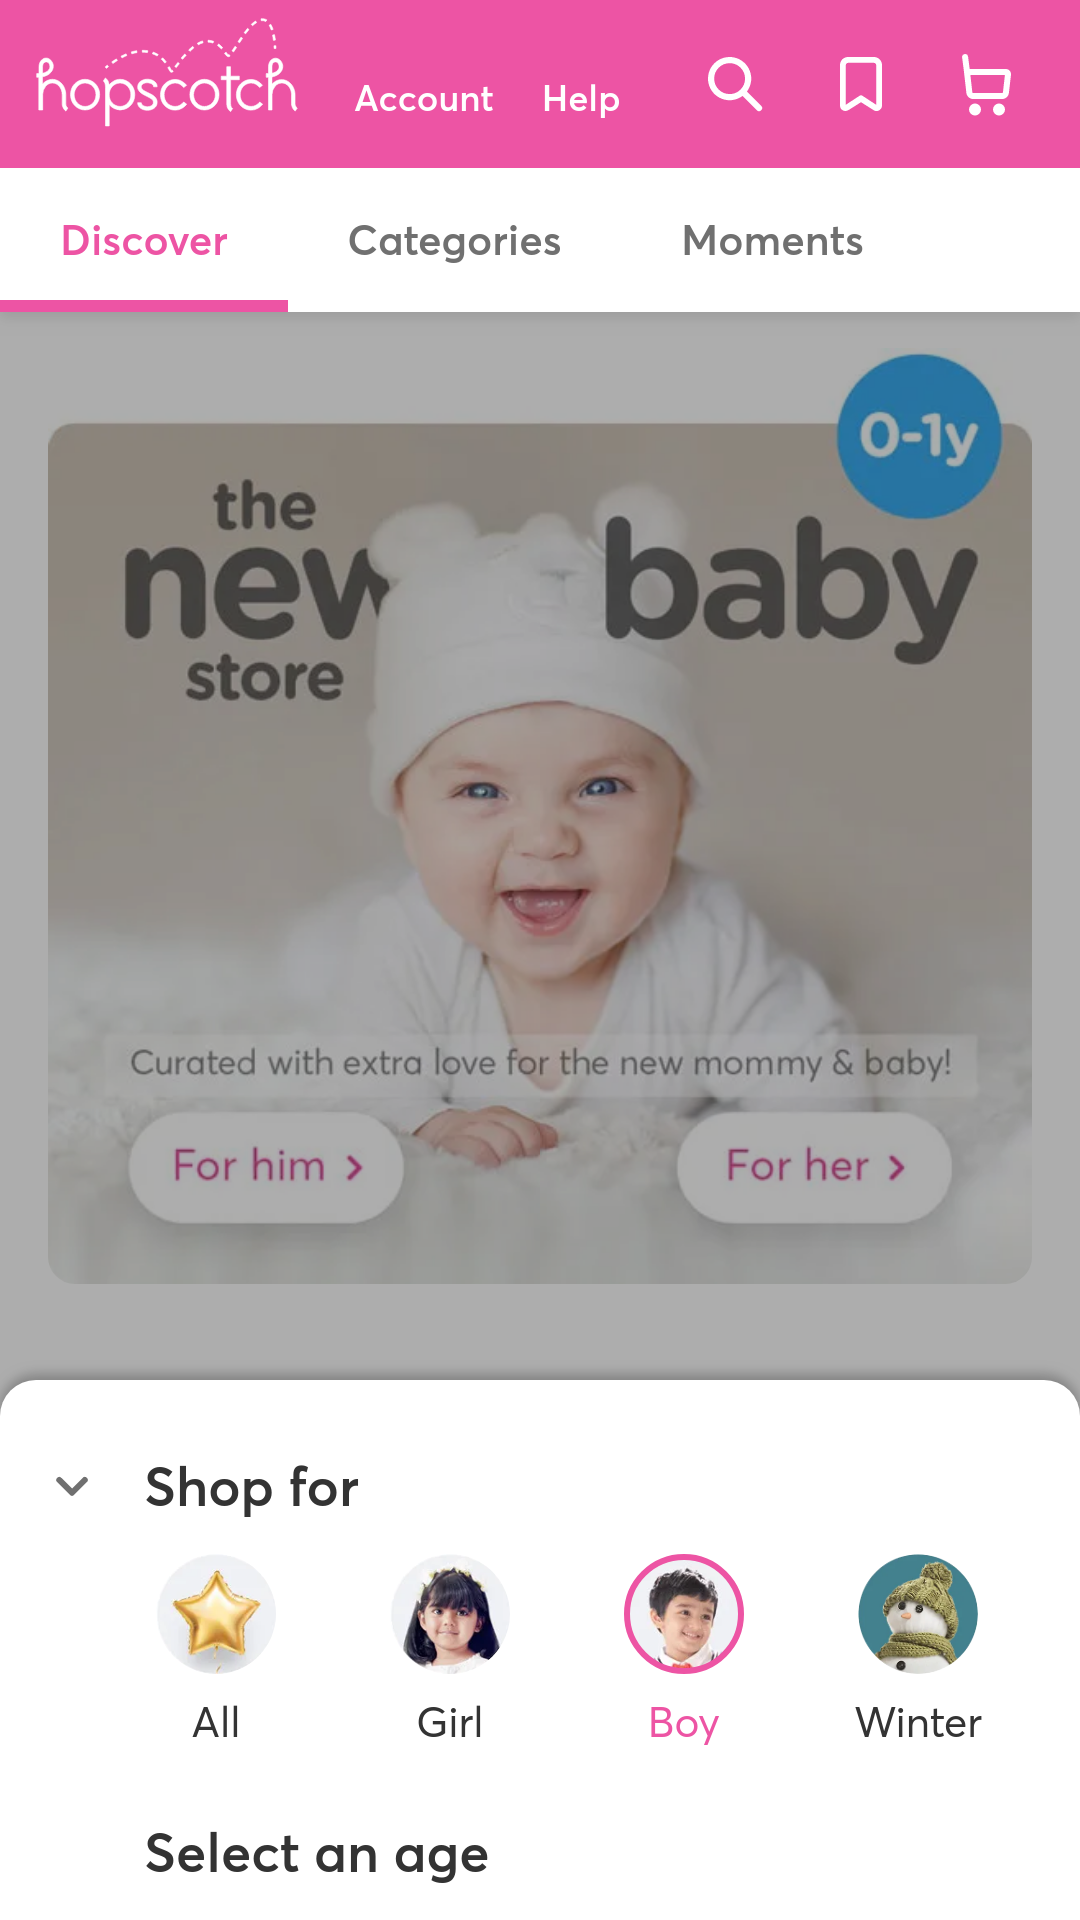 hopscotch
Account
Help
Discover
Categories
Moments
0-1y
the
new baby
store
Curated with extra love for the new mommy & baby!
For him
For her
Shop for
All
Girl
Boy
Winter
Select an age